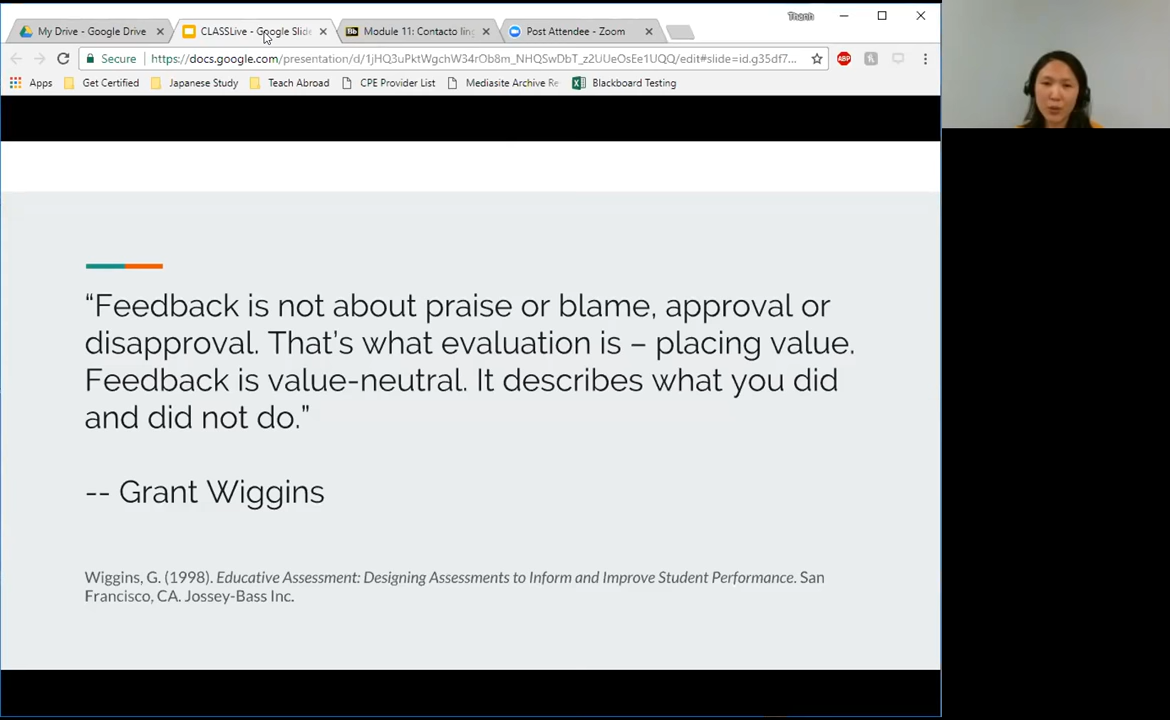 Thanh
My Drive - Google Drive
CLASSLive - Google Slide
Module 11: Contacto ling
Post Attendee - Zoom
Secure https://docs.google.com/presentation/d/1jHQ3uPktWgchW34rOb8m_NHQSwDbT_z2UUeOsEe1UQQ/edit#slide=id.g35df7...
ABP
Apps Get Certified Japanese Study Teach Abroad CPE Provider List Mediasite Archive Re Blackboard Testing
“Feedback is not about praise or blame, approval or
disapproval. That’s what evaluation is – placing value.
Feedback is value-neutral. It describes what you did
and did not do.”
-- Grant Wiggins
Wiggins, G. (1998). Educative Assessment: Designing Assessments to Inform and Improve Student Performance. San
Francisco, CA. Jossey-Bass Inc.